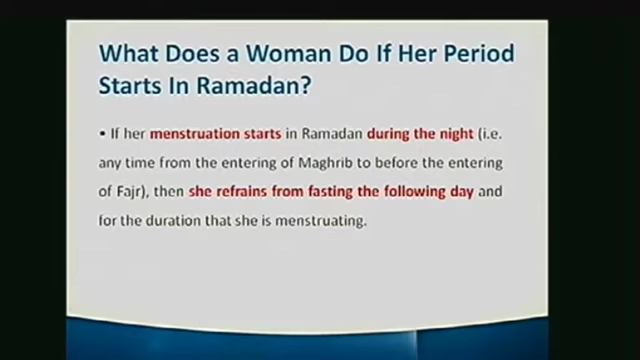 What Does a Woman Do If Her Period
Starts In Ramadan?
• If her menstruation starts in Ramadan during the night (i.e.
any time from the entering of Maghrib to before the entering
of Fajr), then she refrains from fasting the following day and
for the duration that she is menstruating.